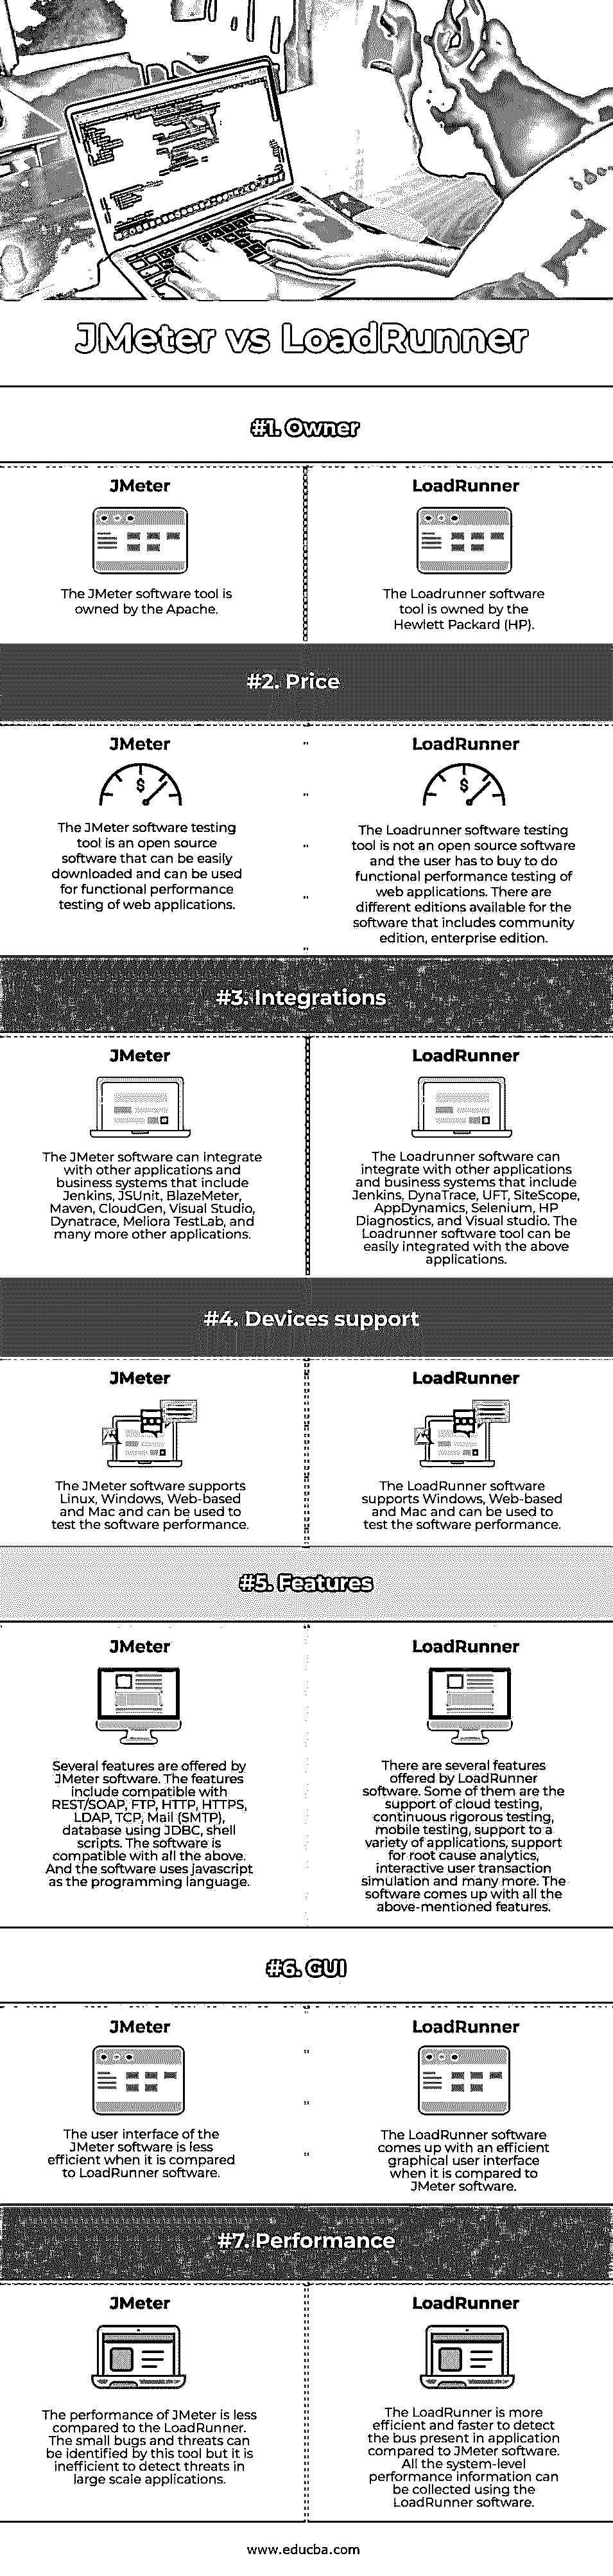 JMeter vs LoadRunner
#1. Owner
JMeter
The JMeter software tool is
owned by the Apache.
LoadRunner
The Loadrunner software
tool is owned by the
Hewlett Packard (HP).
#2. Price
JMeter
$
The JMeter software testing
tool is an open source
software that can be easily
downloaded and can be used
for functional performance
testing of web applications.
LoadRunner
$
The Loadrunner software testing
tool is not an open source software
and the user has to buy to do
functional performance testing of
web applications. There are
different editions available for the
software that includes community
edition, enterprise edition.
#3. Integrations
JMeter
The JMeter software can integrate
with other applications and
business systems that include
Jenkins, JSUnit, BlazeMeter,
Maven, CloudGen, Visual Studio,
Dynatrace, Meliora TestLab, and
many more other applications.
LoadRunner
The Loadrunner software can
integrate with other applications
and business systems that include
Jenkins, DynaTrace, UFT, SiteScope,
AppDynamics, Selenium, HP
Diagnostics, and Visual studio. The
Loadrunner software tool can be
easily integrated with the above
applications.
#4. Devices support
JMeter
The JMeter software supports
Linux, Windows, Web-based
and Mac and can be used to
test the software performance.
LoadRunner
The LoadRunner software
supports Windows, Web-based
and Mac and can be used to
test the software performance.
#5. Features
JMeter
Several features are offered by
JMeter software. The features
include compatible with
REST/SOAP, FTP, HTTP, HTTPS,
LDAP, TCP, Mail (SMTP),
database using JDBC, shell
scripts. The software is
compatible with all the above.
And the software uses javascript
as the programming language.
LoadRunner
There are several features
offered by LoadRunner
software. Some of them are the
support of cloud testing,
continuous rigorous testing,
mobile testing, support to a
variety of applications, support
for root cause analytics,
interactive user transaction
simulation and many more. The
software comes up with all the
above-mentioned features.
#6. GUI
JMeter
The user interface of the
JMeter software is less
efficient when it is compared
to LoadRunner software.
LoadRunner
The LoadRunner software
comes up with an efficient
graphical user interface
when it is compared to
JMeter software.
#7. Performance
JMeter
The performance of JMeter is less
compared to the LoadRunner.
The small bugs and threats can
be identified by this tool but it is
inefficient to detect threats in
large scale applications.
LoadRunner
The LoadRunner is more
efficient and faster to detect
the bus present in application
compared to JMeter software.
All the system-level
performance information can
be collected using the
LoadRunner software.
www.educba.com